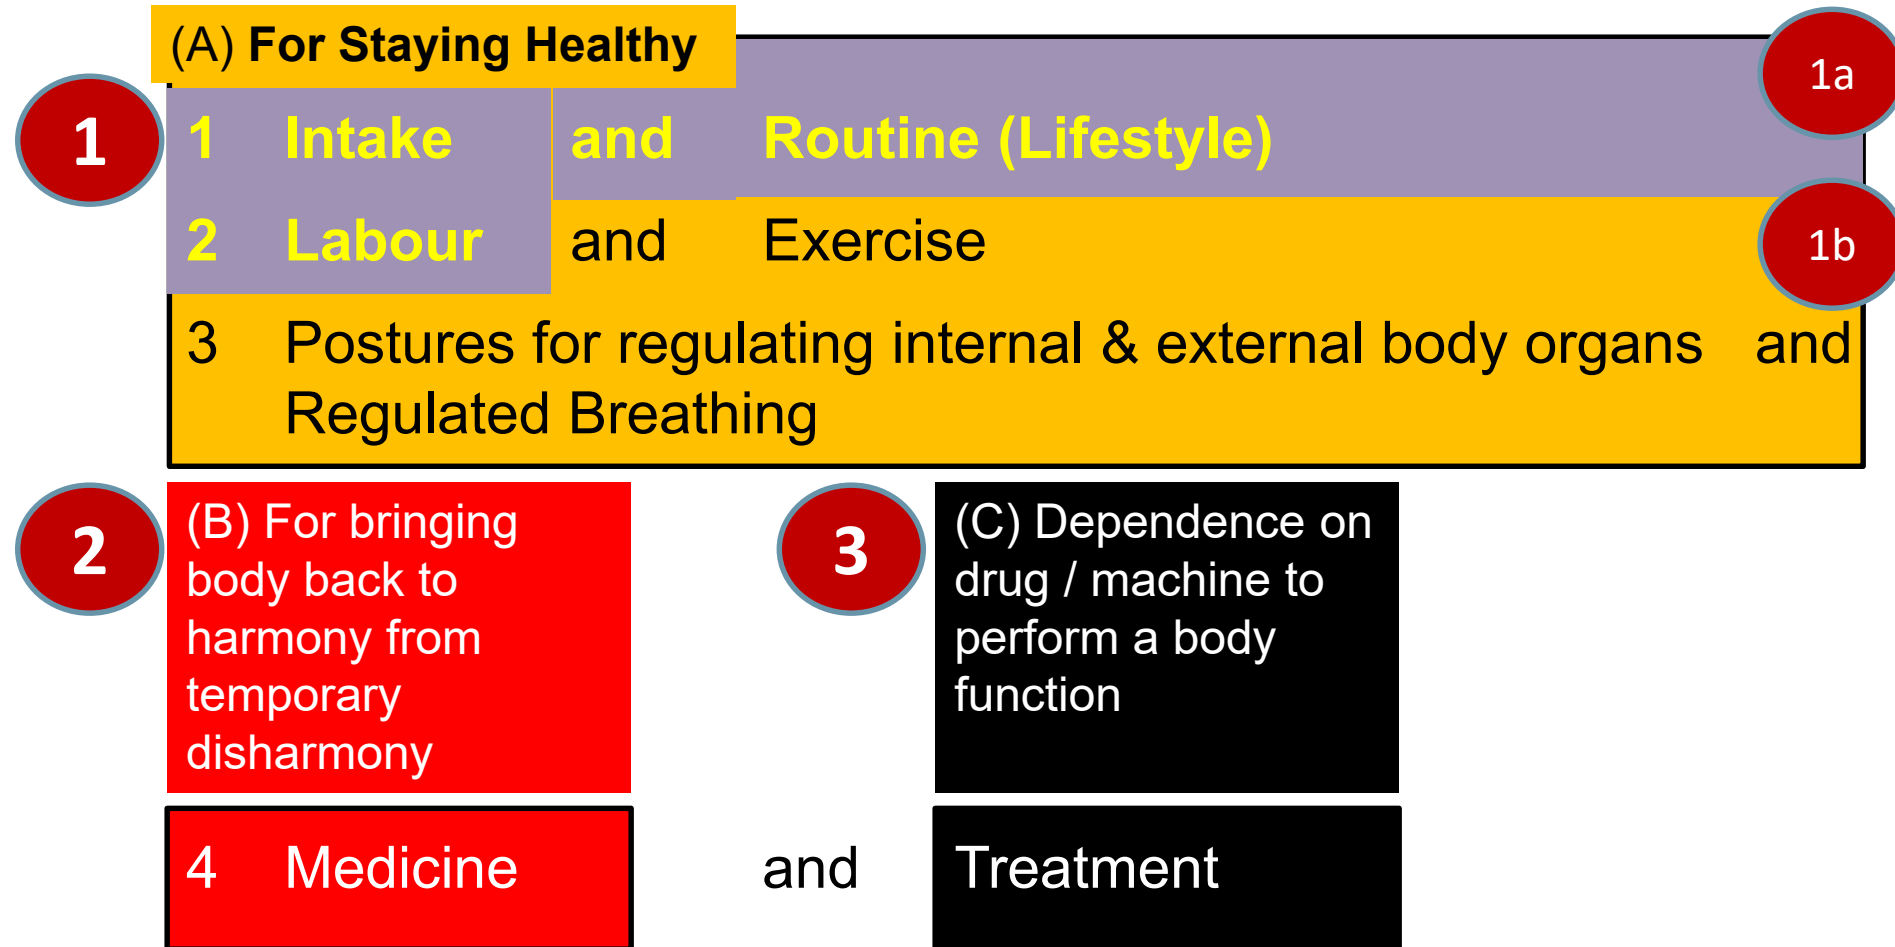 (A) For Staying Healthy
1a
1
1 Intake and Routine (Lifestyle)
2 Labour and Exercise
1b
3 Postures for regulating internal & external body organs and
Regulated Breathing
2
(B) For bringing
body back to
harmony from
temporary
disharmony
3
(C) Dependence on
drug / machine to
perform a body
function
4 Medicine and Treatment